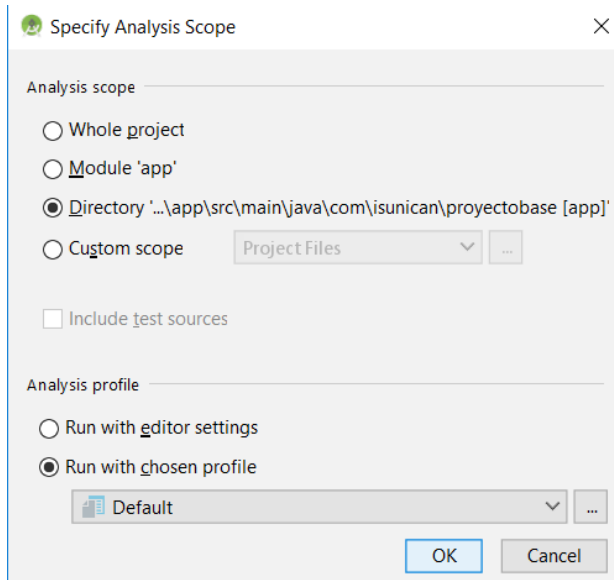 Specify Analysis Scope
Analysis scope
Whole project
Module 'app'
Directory '...\app\src\main\java\com\isunican\proyectobase [app]'
Custom scope
Project Files
...
Include test sources
Analysis profile
Run with editor settings
Run with chosen profile
Default
...
OK
Cancel